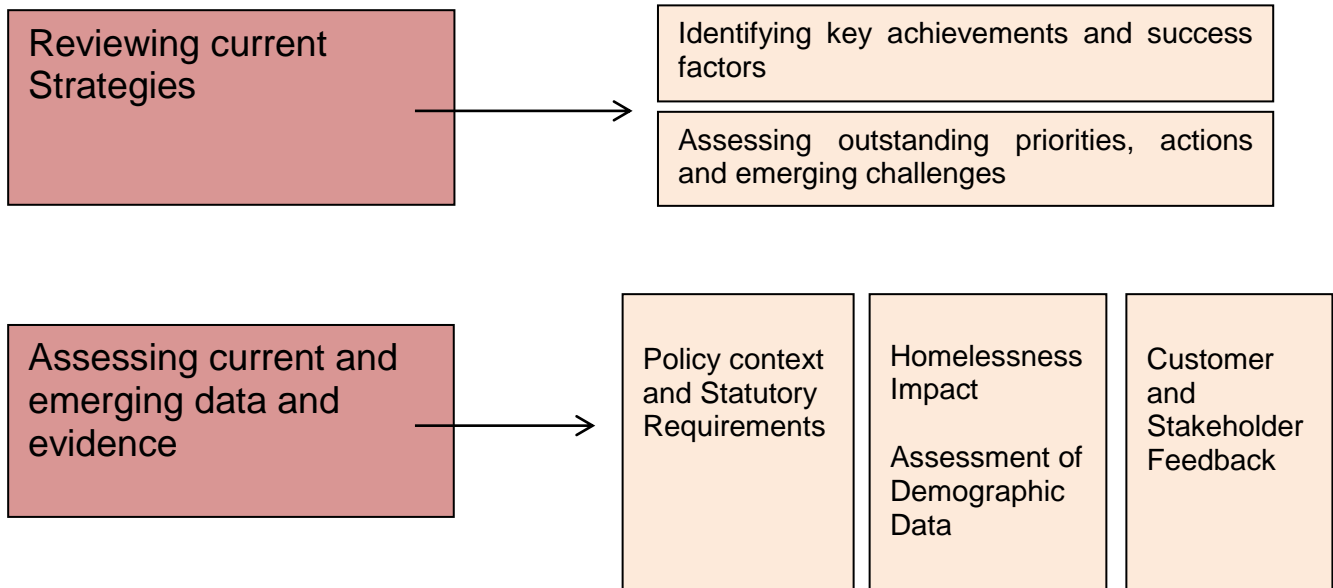 Reviewing current
Strategies
Identifying key achievements and success
factors
Assessing outstanding priorities, actions
and emerging challenges
Assessing current and
emerging data and
evidence
Policy context
and Statutory
Requirements
Homelessness
Impact
Assessment of
Demographic
Data
Customer
and
Stakeholder
Feedback